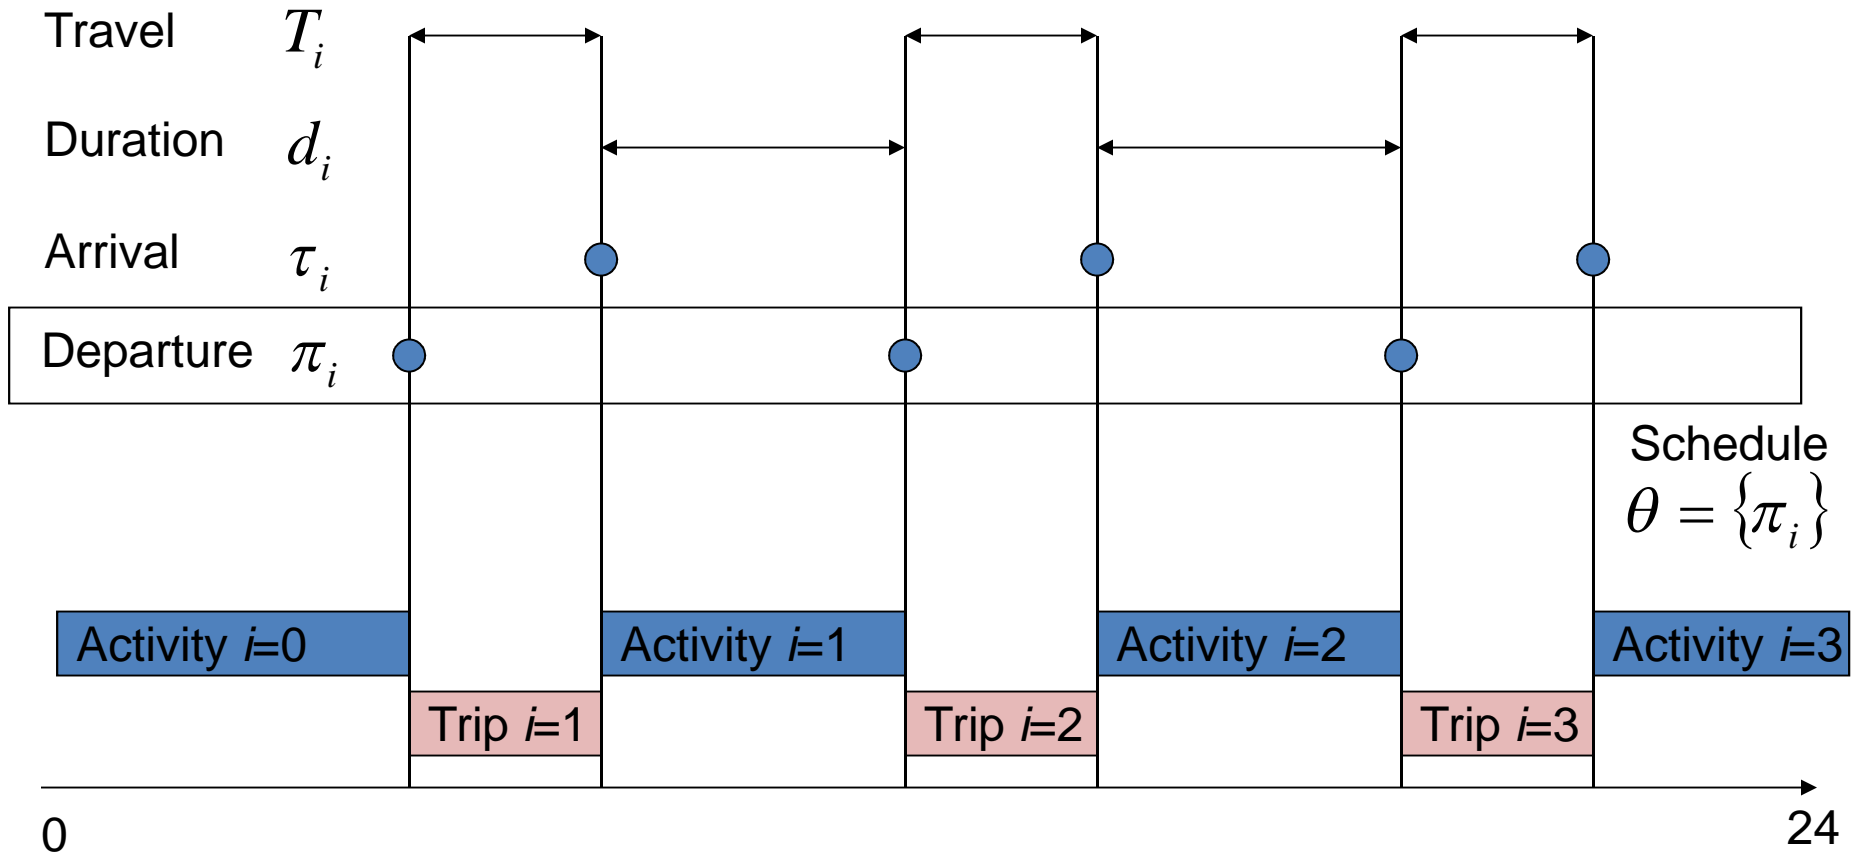 Travel T_i
Duration d_i
Arrival τ_i
Departure π_i
Schedule
θ = {π_i}
Activity i=0
Activity i=1
Activity i=2
Activity i=3
Trip i=1
Trip i=2
Trip i=3
0
24